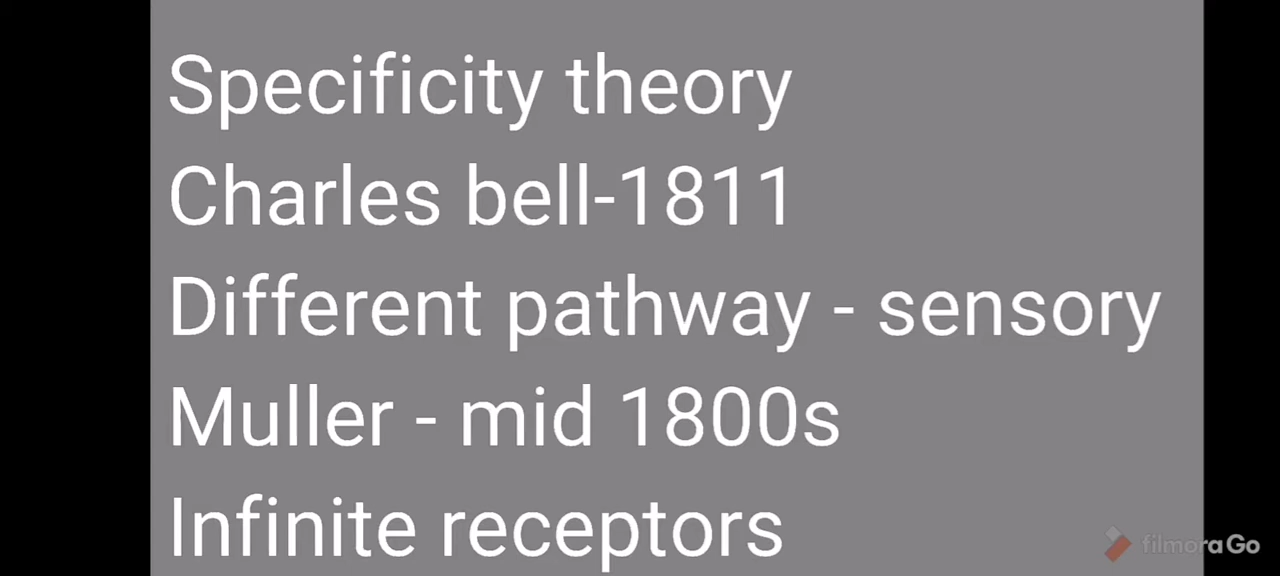 Specificity theory
Charles bell-1811
Different pathway - sensory
Muller - mid 1800s
Infinite receptors
filmoraGo